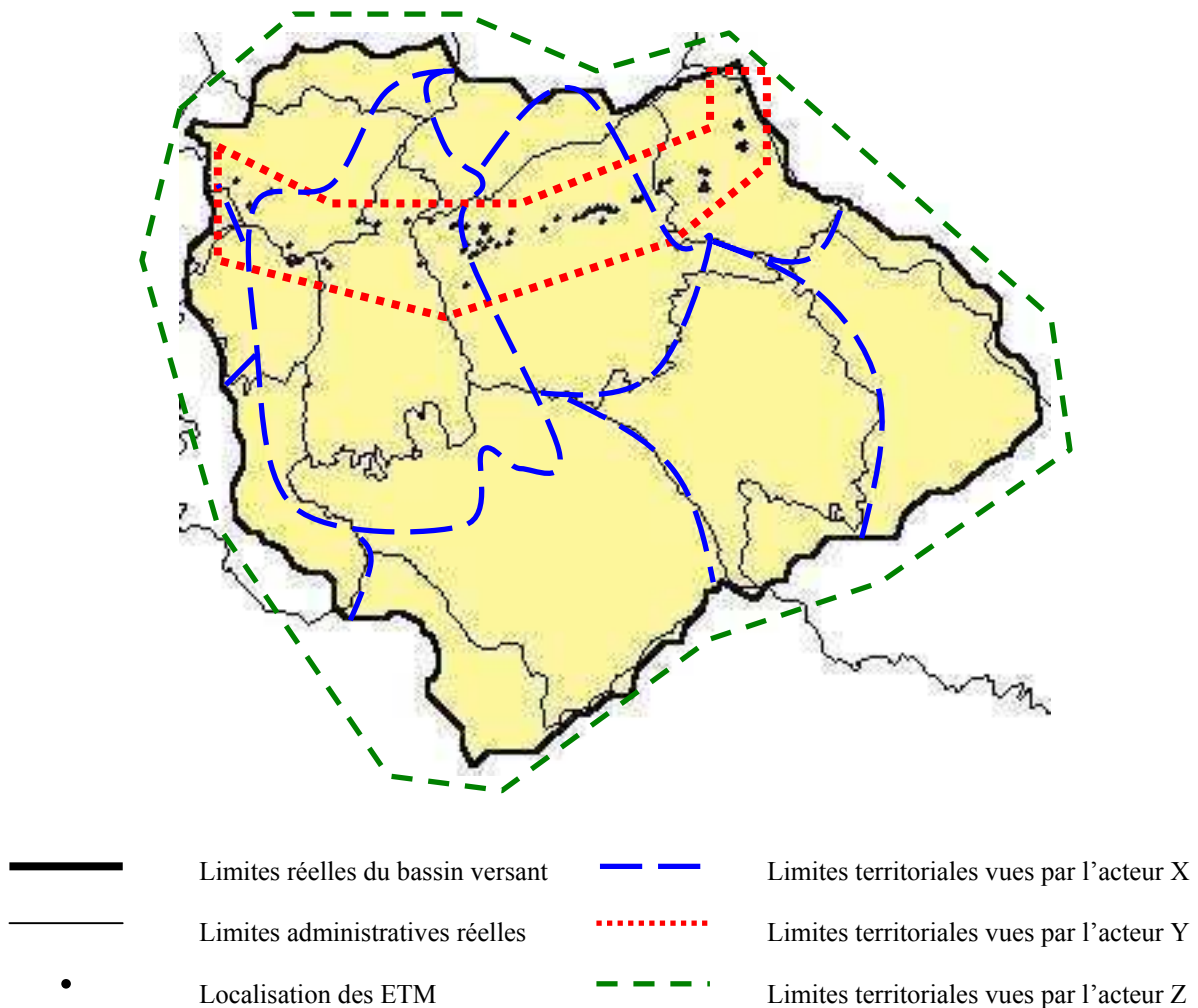 Limites réelles du bassin versant
Limites territoriales vues par l'acteur X
Limites administratives réelles
Limites territoriales vues par l'acteur Y
Localisation des ETM
Limites territoriales vues par l'acteur Z